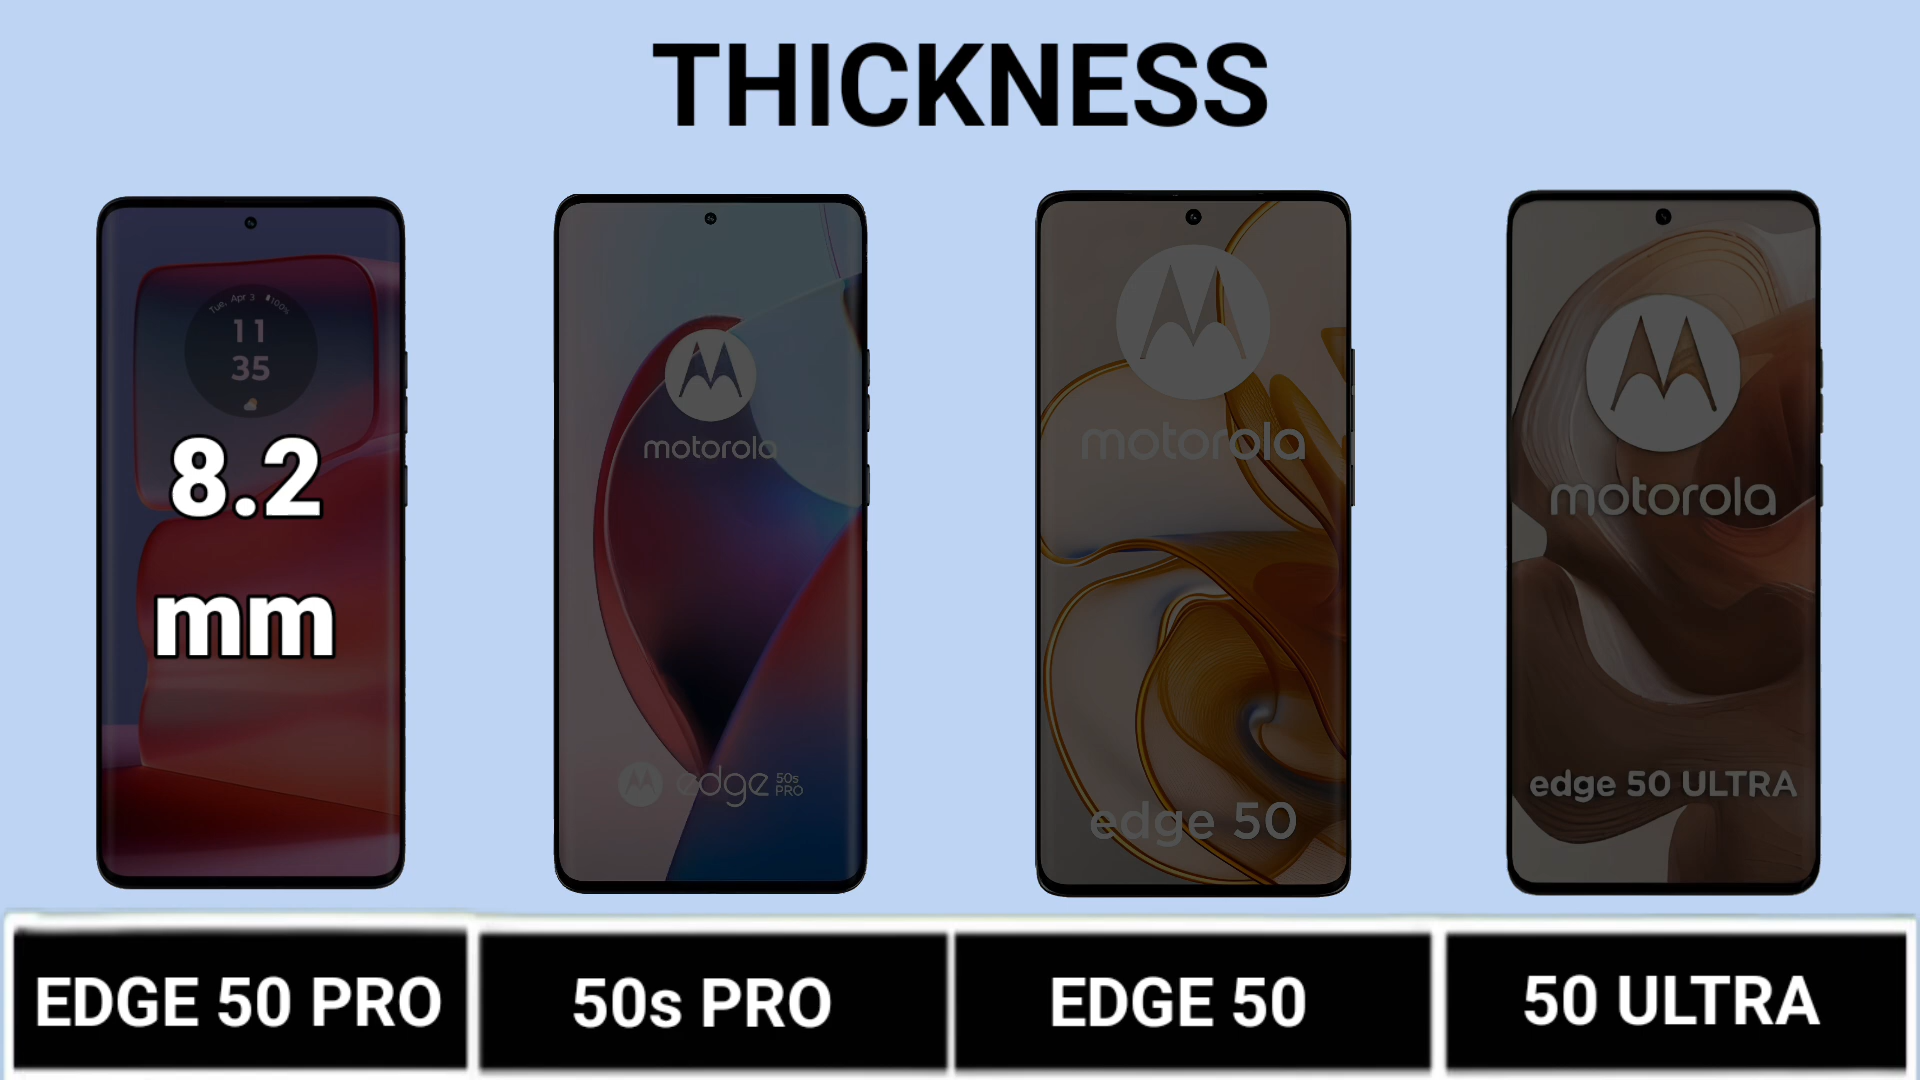 THICKNESS
Tue, Apr 3 100%
11
35
8.2
mm
motorola
edge 50s
PRO
motorola
edge 50
motorola
edge 50 ULTRA
EDGE 50 PRO
50s PRO
EDGE 50
50 ULTRA